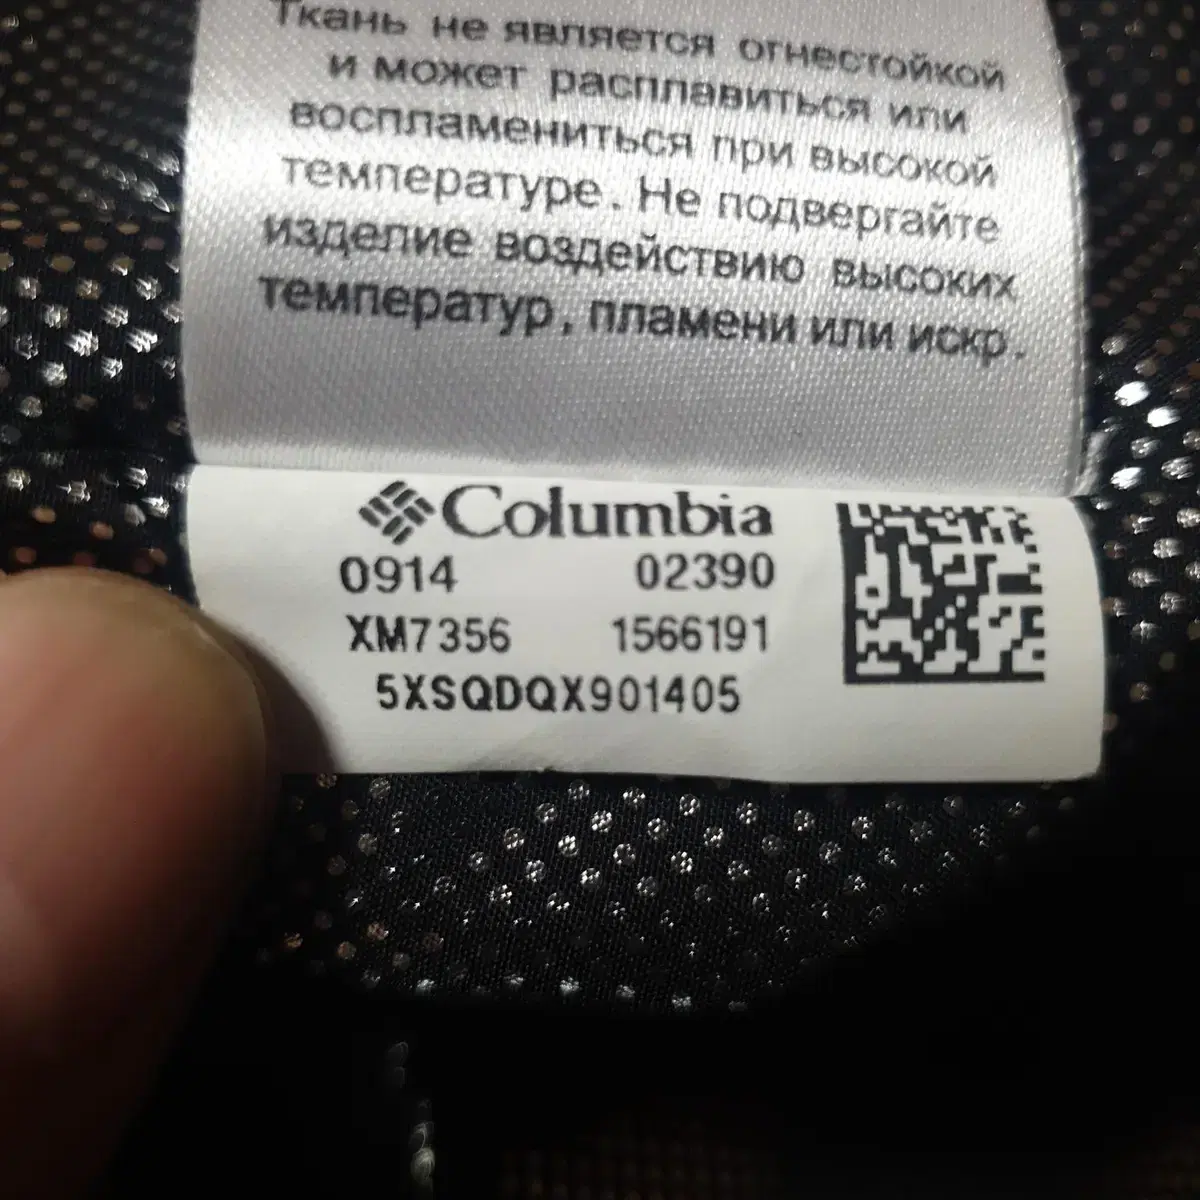 Ткань не является огнестойкой
и может расплавиться или
воспламениться при высокой
температуре. Не подвергайте
изделие воздействию высоких
температур, пламени или искр.
Columbia
0914 02390
XM7356 1566191
5XSQDQX901405